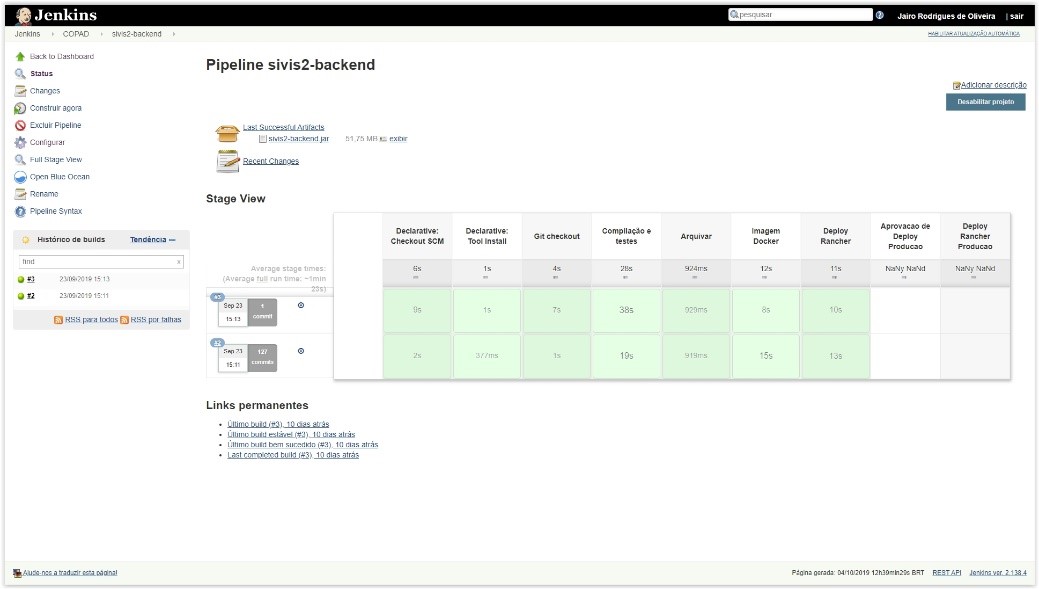 Jenkins
pesquisar
Jairo Rodrigues de Oliveira | sair
Jenkins COPAD sivis2-backend
HABILITAR ATUALIZAÇÃO AUTOMÁTICA
Back to Dashboard
Status
Changes
Construir agora
Excluir Pipeline
Configurar
Full Stage View
Open Blue Ocean
Rename
Pipeline Syntax
Histórico de builds Tendência —
find x
#3 23/09/2019 15:13
#2 23/09/2019 15:11
RSS para todos RSS por falhas
Pipeline sivis2-backend
Adicionar descrição
Desabilitar projeto
Last Successful Artifacts
sivis2-backend.jar 51,75 MB exibir
Recent Changes
Stage View
Declarative: Checkout SCM
Declarative: Tool Install
Git checkout
Compilação e testes
Arquivar
Imagem Docker
Deploy Rancher
Aprovacao de Deploy Producao
Deploy Rancher Producao
Average stage times:
(Average full run time: ~1min
23s)
6s 1s 4s 28s 924ms 12s 11s NaNy NaNd NaNy NaNd
#3
Sep 23
15:13
1
commit
9s 1s 7s 38s 929ms 8s 10s
#2
Sep 23
15:11
127
commits
2s 377ms 1s 19s 919ms 15s 13s
Links permanentes
Último build (#3), 10 dias atrás
Último build estável (#3), 10 dias atrás
Último build bem sucedido (#3), 10 dias atrás
Last completed build (#3), 10 dias atrás
Ajude-nos a traduzir esta página!
Página gerada: 04/10/2019 12h39min29s BRT REST API Jenkins ver. 2.138.4